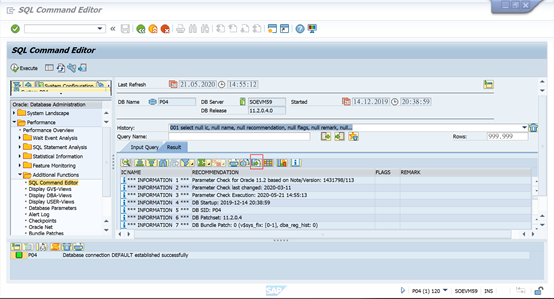 SQL Command Editor
SQL Command Editor
Execute
System Configuration
Oracle: Database Administration
System Landscape
Performance
Performance Overview
Wait Event Analysis
SQL Statement Analysis
Statistical Information
Feature Monitoring
Additional Functions
SQL Command Editor
Display GV$-Views
Display DBA-Views
Display USER-Views
Database Parameters
Alert Log
Checkpoints
Oracle Net
Bundle Patches
Last Refresh 21.05.2020 14:55:12
DB Name P04 DB Server SOEVM59 Started 14.12.2019 20:38:59
DB Release 11.2.0.4.0
History: 001 select null ic, null name, null recommendation, null flags, null remark, null...
Query Name: Rows: 999.999
Input Query Result
IC NAME RECOMMENDATION FLAGS REMARK
*** INFORMATION 1 *** Parameter Check for Oracle 11.2 based on Note/Version: 1431798/113
*** INFORMATION 2 *** Parameter Check last changed: 2020-03-11
*** INFORMATION 3 *** Parameter Check Execution: 2020-05-21 14:55:13
*** INFORMATION 4 *** DB Startup: 2019-12-14 20:38:59
*** INFORMATION 5 *** DB SID: P04
*** INFORMATION 6 *** DB Patchset: 11.2.0.4
*** INFORMATION 7 *** DB Bundle Patch: 0 (v$sys_fix: [0-1], dba_reg_hist: 0)
P04 Database connection DEFAULT established successfully
SAP
P04 (1) 120 SOEVM59 INS